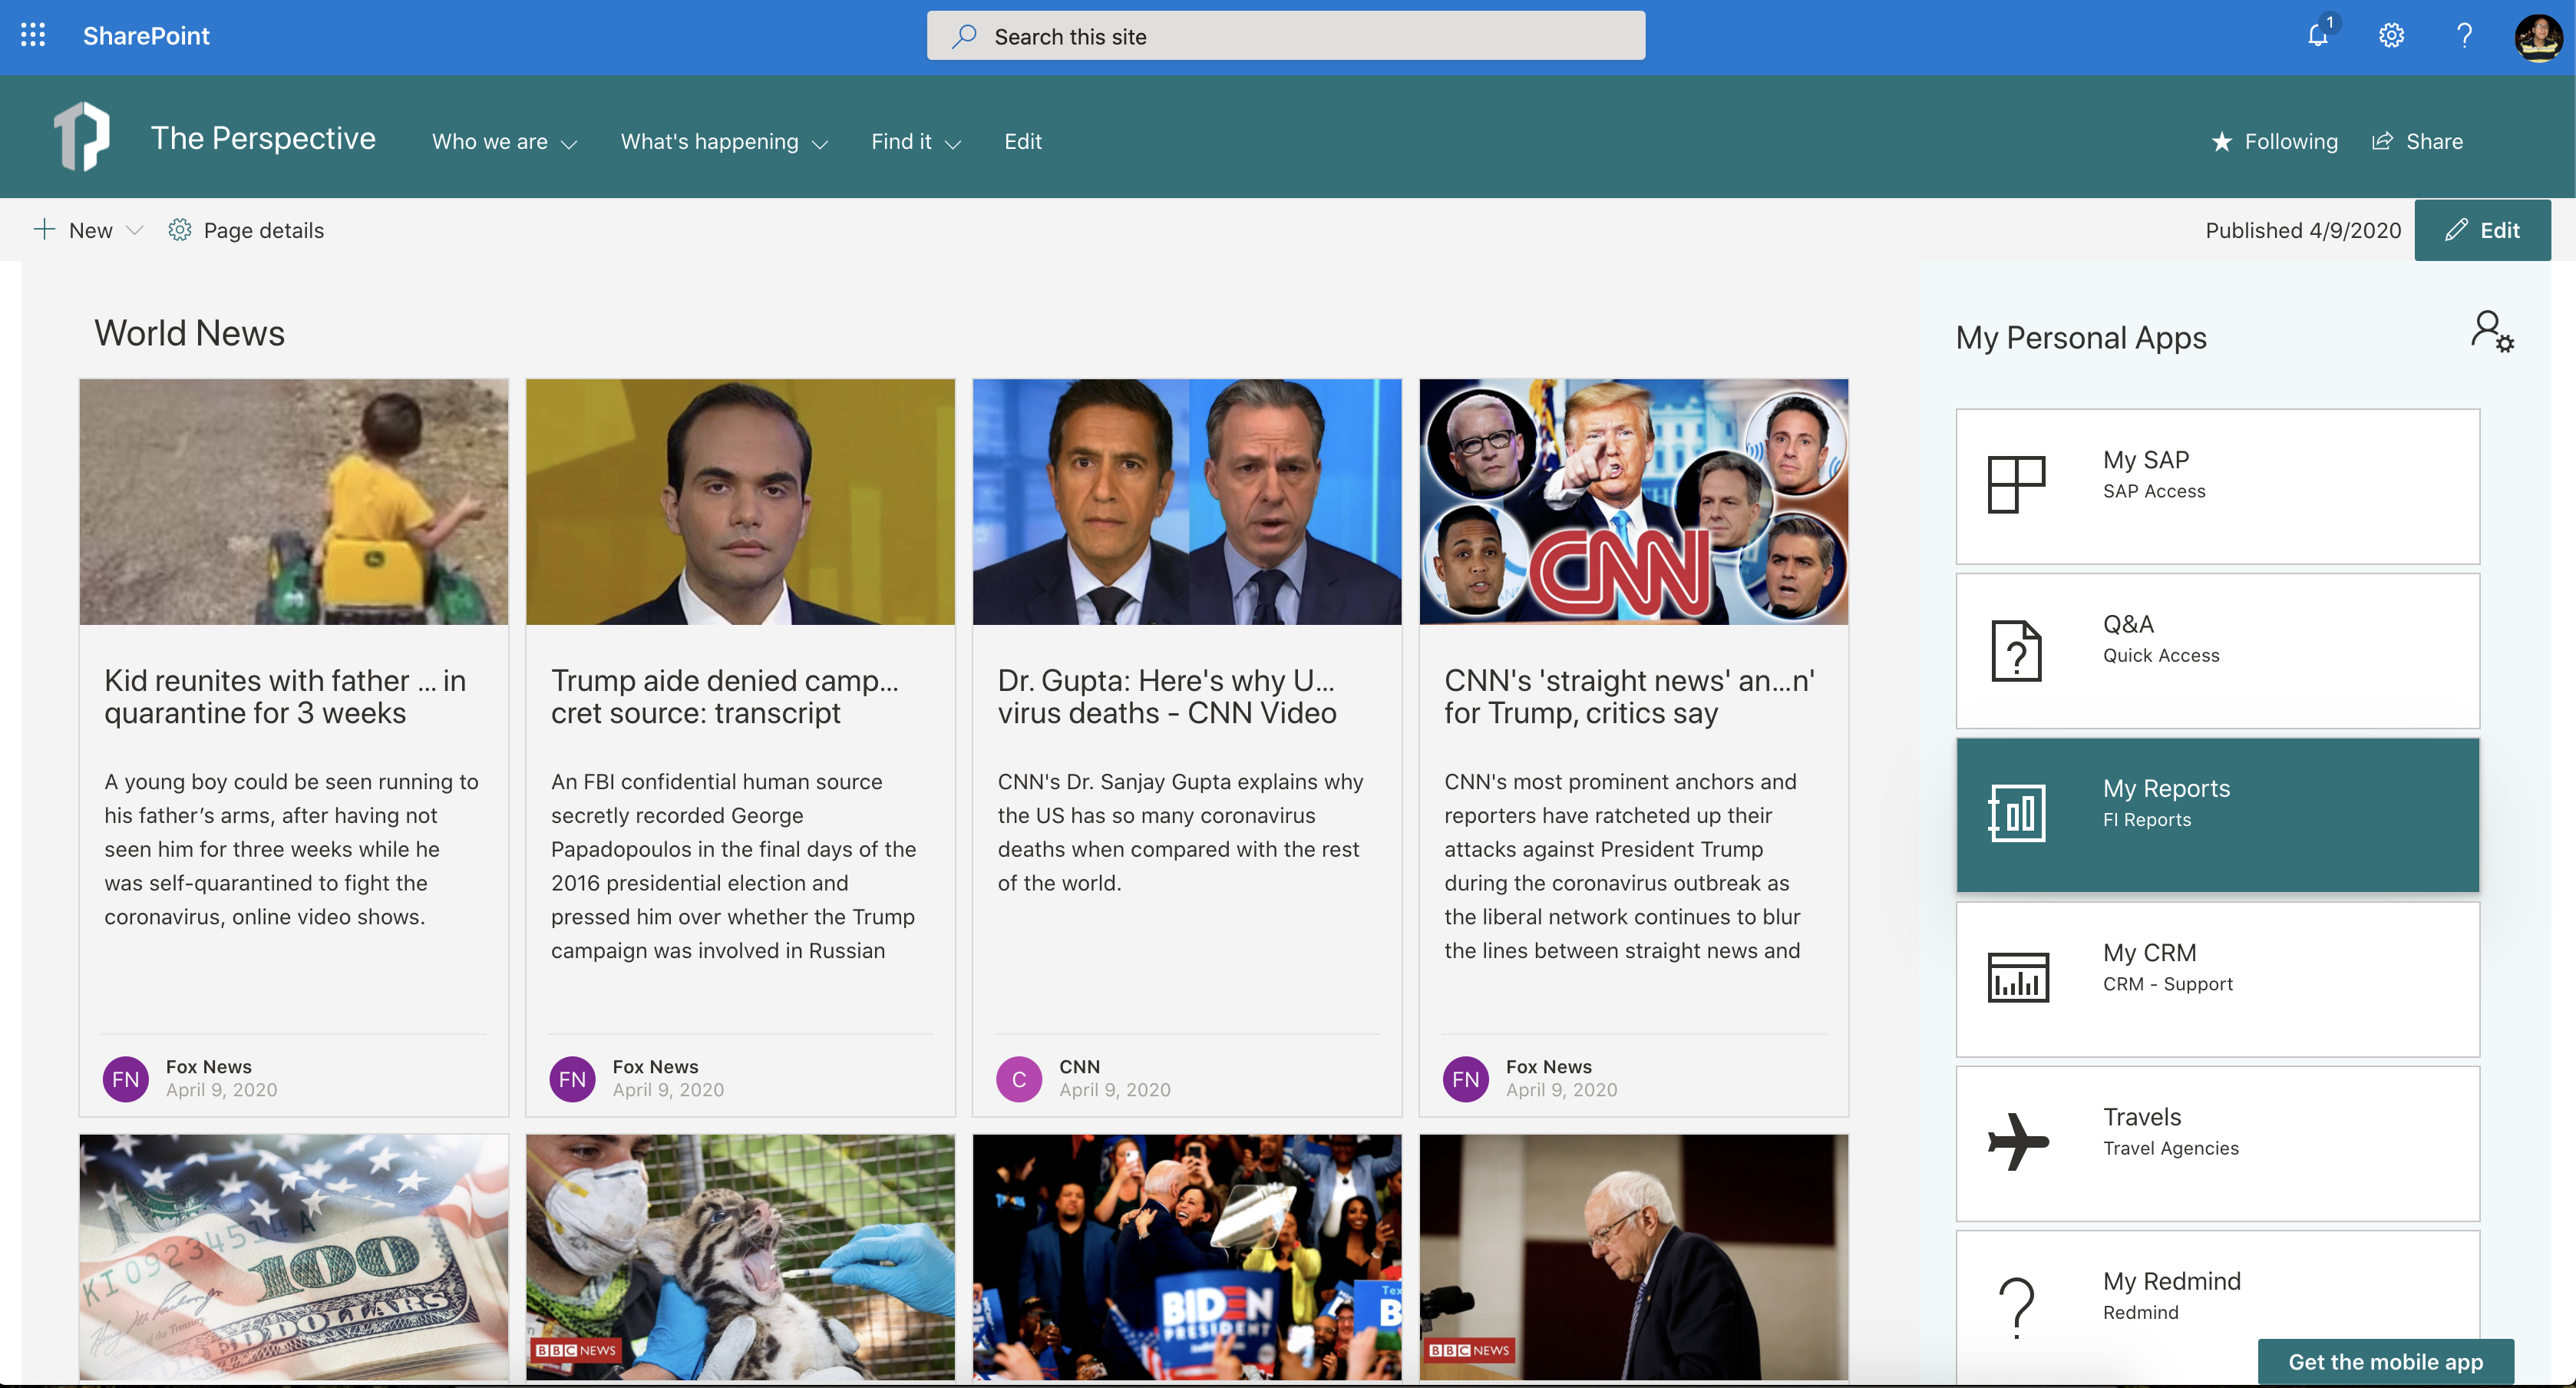 SharePoint
Search this site
1
The Perspective
Who we are
What's happening
Find it
Edit
Following
Share
New
Page details
Published 4/9/2020
Edit
World News
Kid reunites with father ... in
quarantine for 3 weeks
A young boy could be seen running to
his father’s arms, after having not
seen him for three weeks while he
was self-quarantined to fight the
coronavirus, online video shows.
FN
Fox News
April 9, 2020
Trump aide denied camp...
cret source: transcript
An FBI confidential human source
secretly recorded George
Papadopoulos in the final days of the
2016 presidential election and
pressed him over whether the Trump
campaign was involved in Russian
FN
Fox News
April 9, 2020
Dr. Gupta: Here's why U...
virus deaths - CNN Video
CNN's Dr. Sanjay Gupta explains why
the US has so many coronavirus
deaths when compared with the rest
of the world.
C
CNN
April 9, 2020
CNN
CNN's 'straight news' an...n'
for Trump, critics say
CNN's most prominent anchors and
reporters have ratcheted up their
attacks against President Trump
during the coronavirus outbreak as
the liberal network continues to blur
the lines between straight news and
FN
Fox News
April 9, 2020
100
DOLLARS
BBC NEWS
BIDEN
PRESIDENT
BBC NEWS
My Personal Apps
My SAP
SAP Access
Q&A
Quick Access
My Reports
FI Reports
My CRM
CRM - Support
Travels
Travel Agencies
My Redmind
Redmind
Get the mobile app